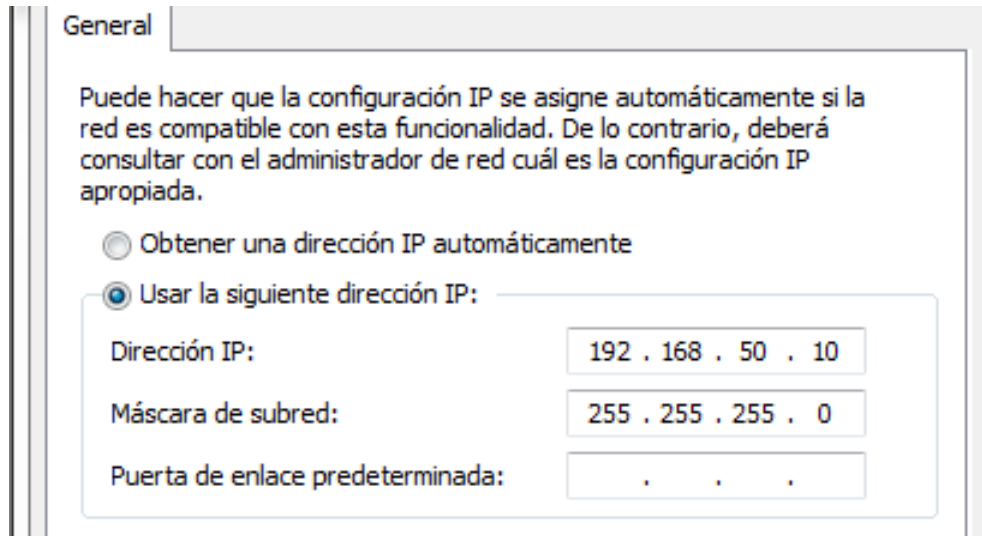 General
Puede hacer que la configuración IP se asigne automáticamente si la
red es compatible con esta funcionalidad. De lo contrario, deberá
consultar con el administrador de red cuál es la configuración IP
apropiada.
Obtener una dirección IP automáticamente
Usar la siguiente dirección IP:
Dirección IP: 192 . 168 . 50 . 10
Máscara de subred: 255 . 255 . 255 . 0
Puerta de enlace predeterminada: . . .